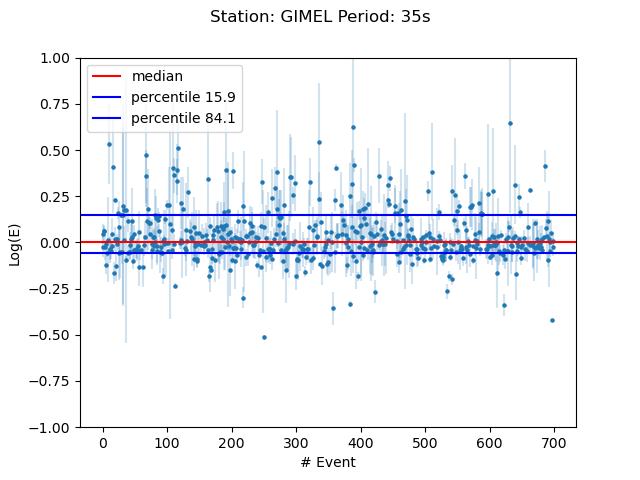 Station: GIMEL Period: 35s
1.00
0.75
0.50
0.25
0.00
−0.25
−0.50
−0.75
−1.00
Log(E)
median
percentile 15.9
percentile 84.1
0 100 200 300 400 500 600 700
# Event